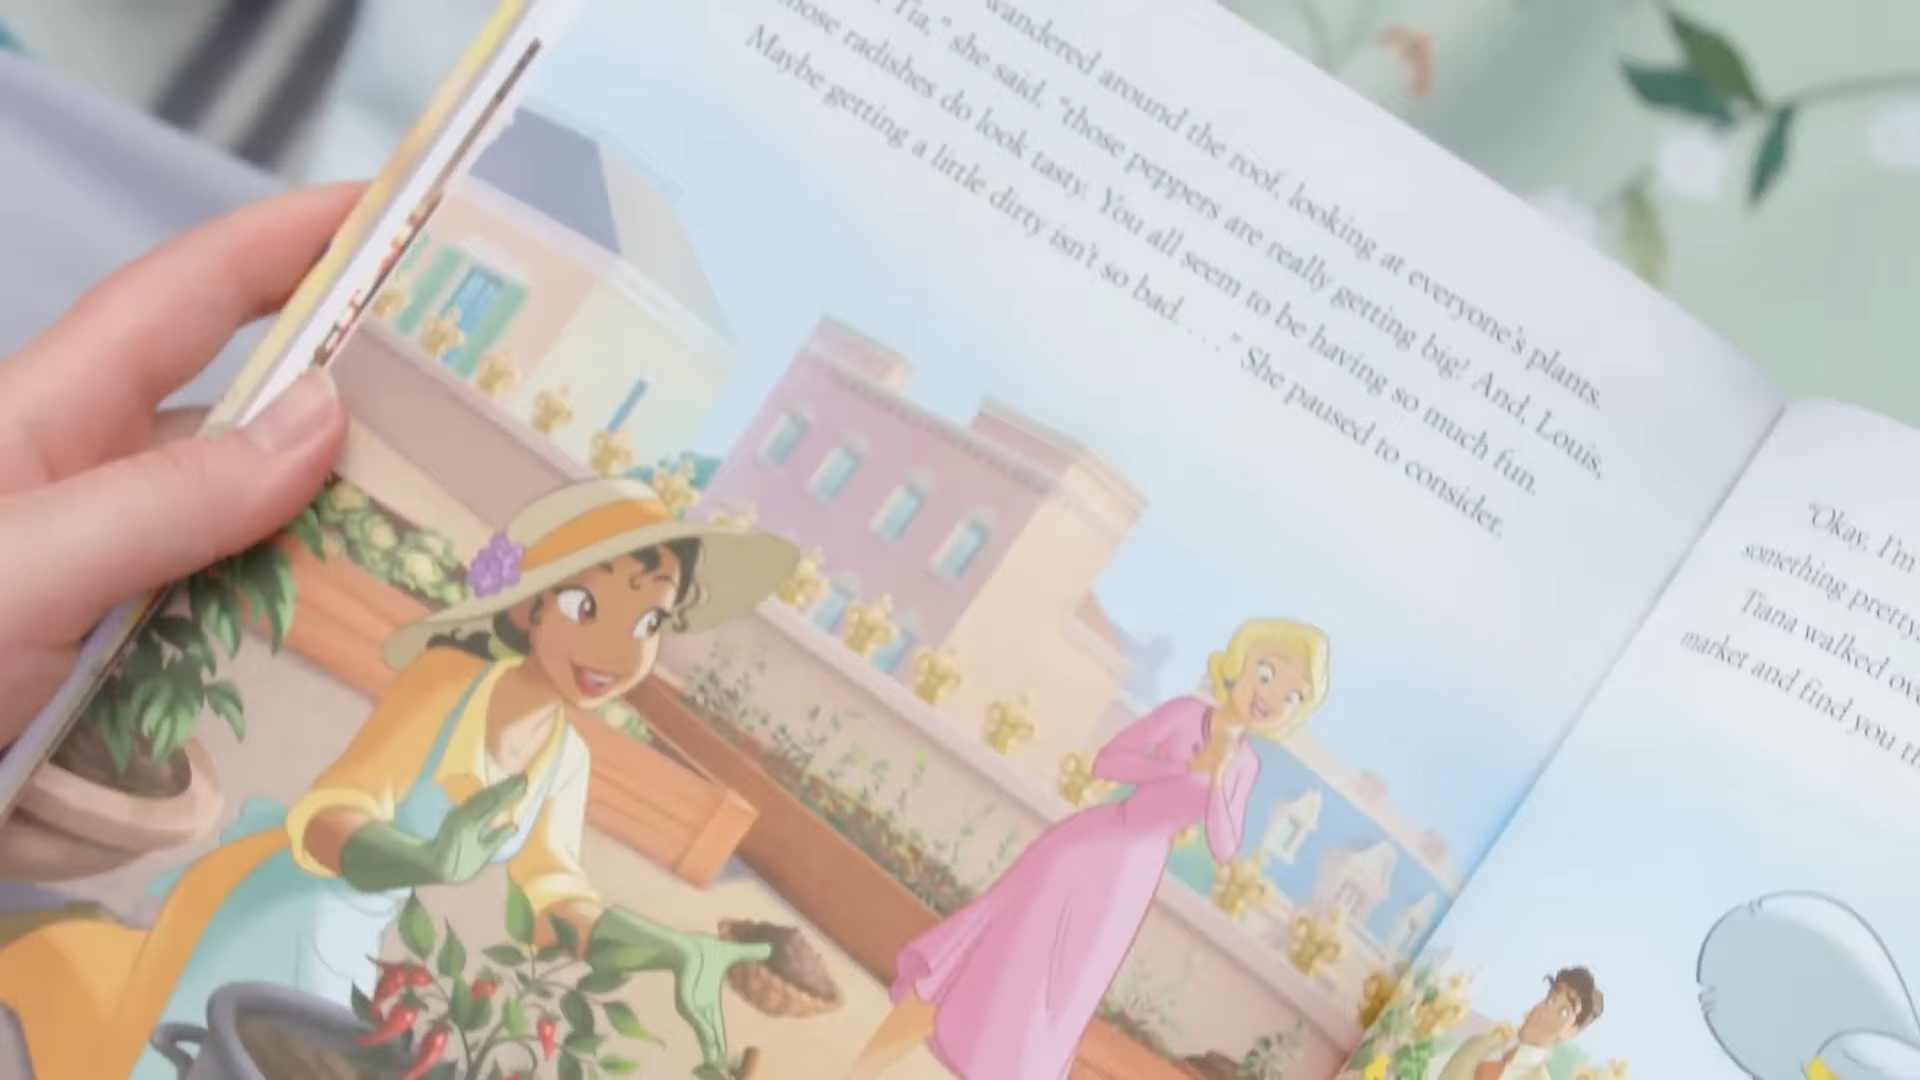 wandered around the roof, looking at everyone's plants.
Tia," she said, "those peppers are really getting big! And, Louis,
those radishes do look tasty. You all seem to be having so much fun.
Maybe getting a little dirty isn't so bad. . . ." She paused to consider.
"Okay, I'm
something pretty
Tiana walked ov
market and find you t